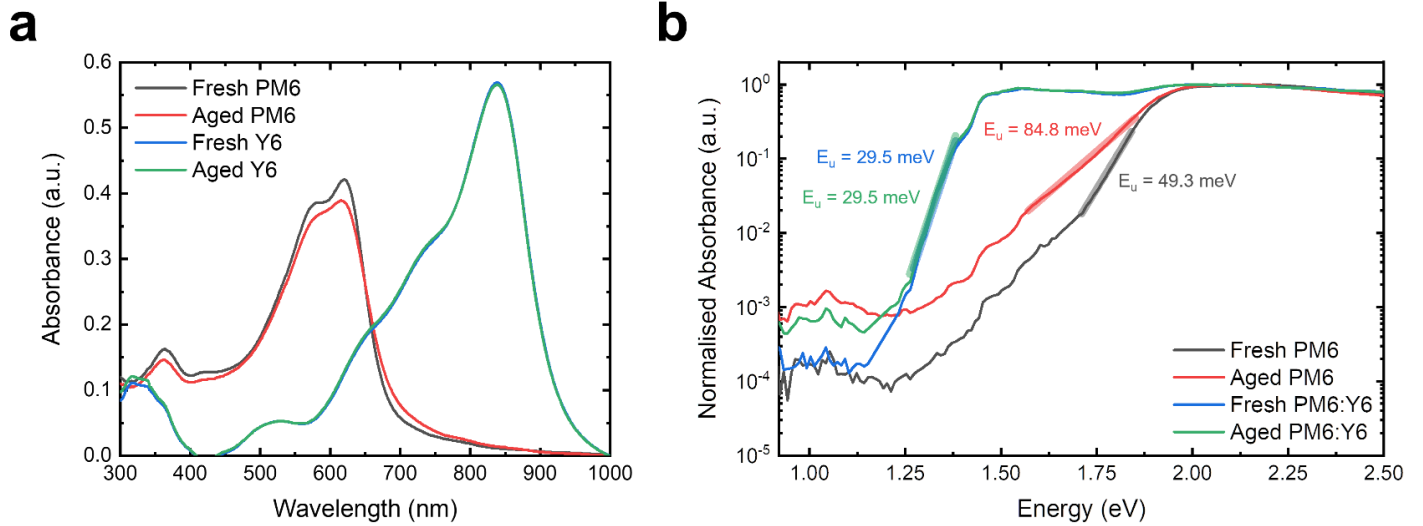 a
0.6
0.5
0.4
0.3
0.2
0.1
0.0
Absorbance (a.u.)
Fresh PM6
Aged PM6
Fresh Y6
Aged Y6
300 400 500 600 700 800 900 1000
Wavelength (nm)
b
10⁰
10⁻¹
10⁻²
10⁻³
10⁻⁴
10⁻⁵
Normalised Absorbance (a.u.)
E_u = 84.8 meV
E_u = 29.5 meV
E_u = 49.3 meV
E_u = 29.5 meV
Fresh PM6
Aged PM6
Fresh PM6:Y6
Aged PM6:Y6
1.00 1.25 1.50 1.75 2.00 2.25 2.50
Energy (eV)